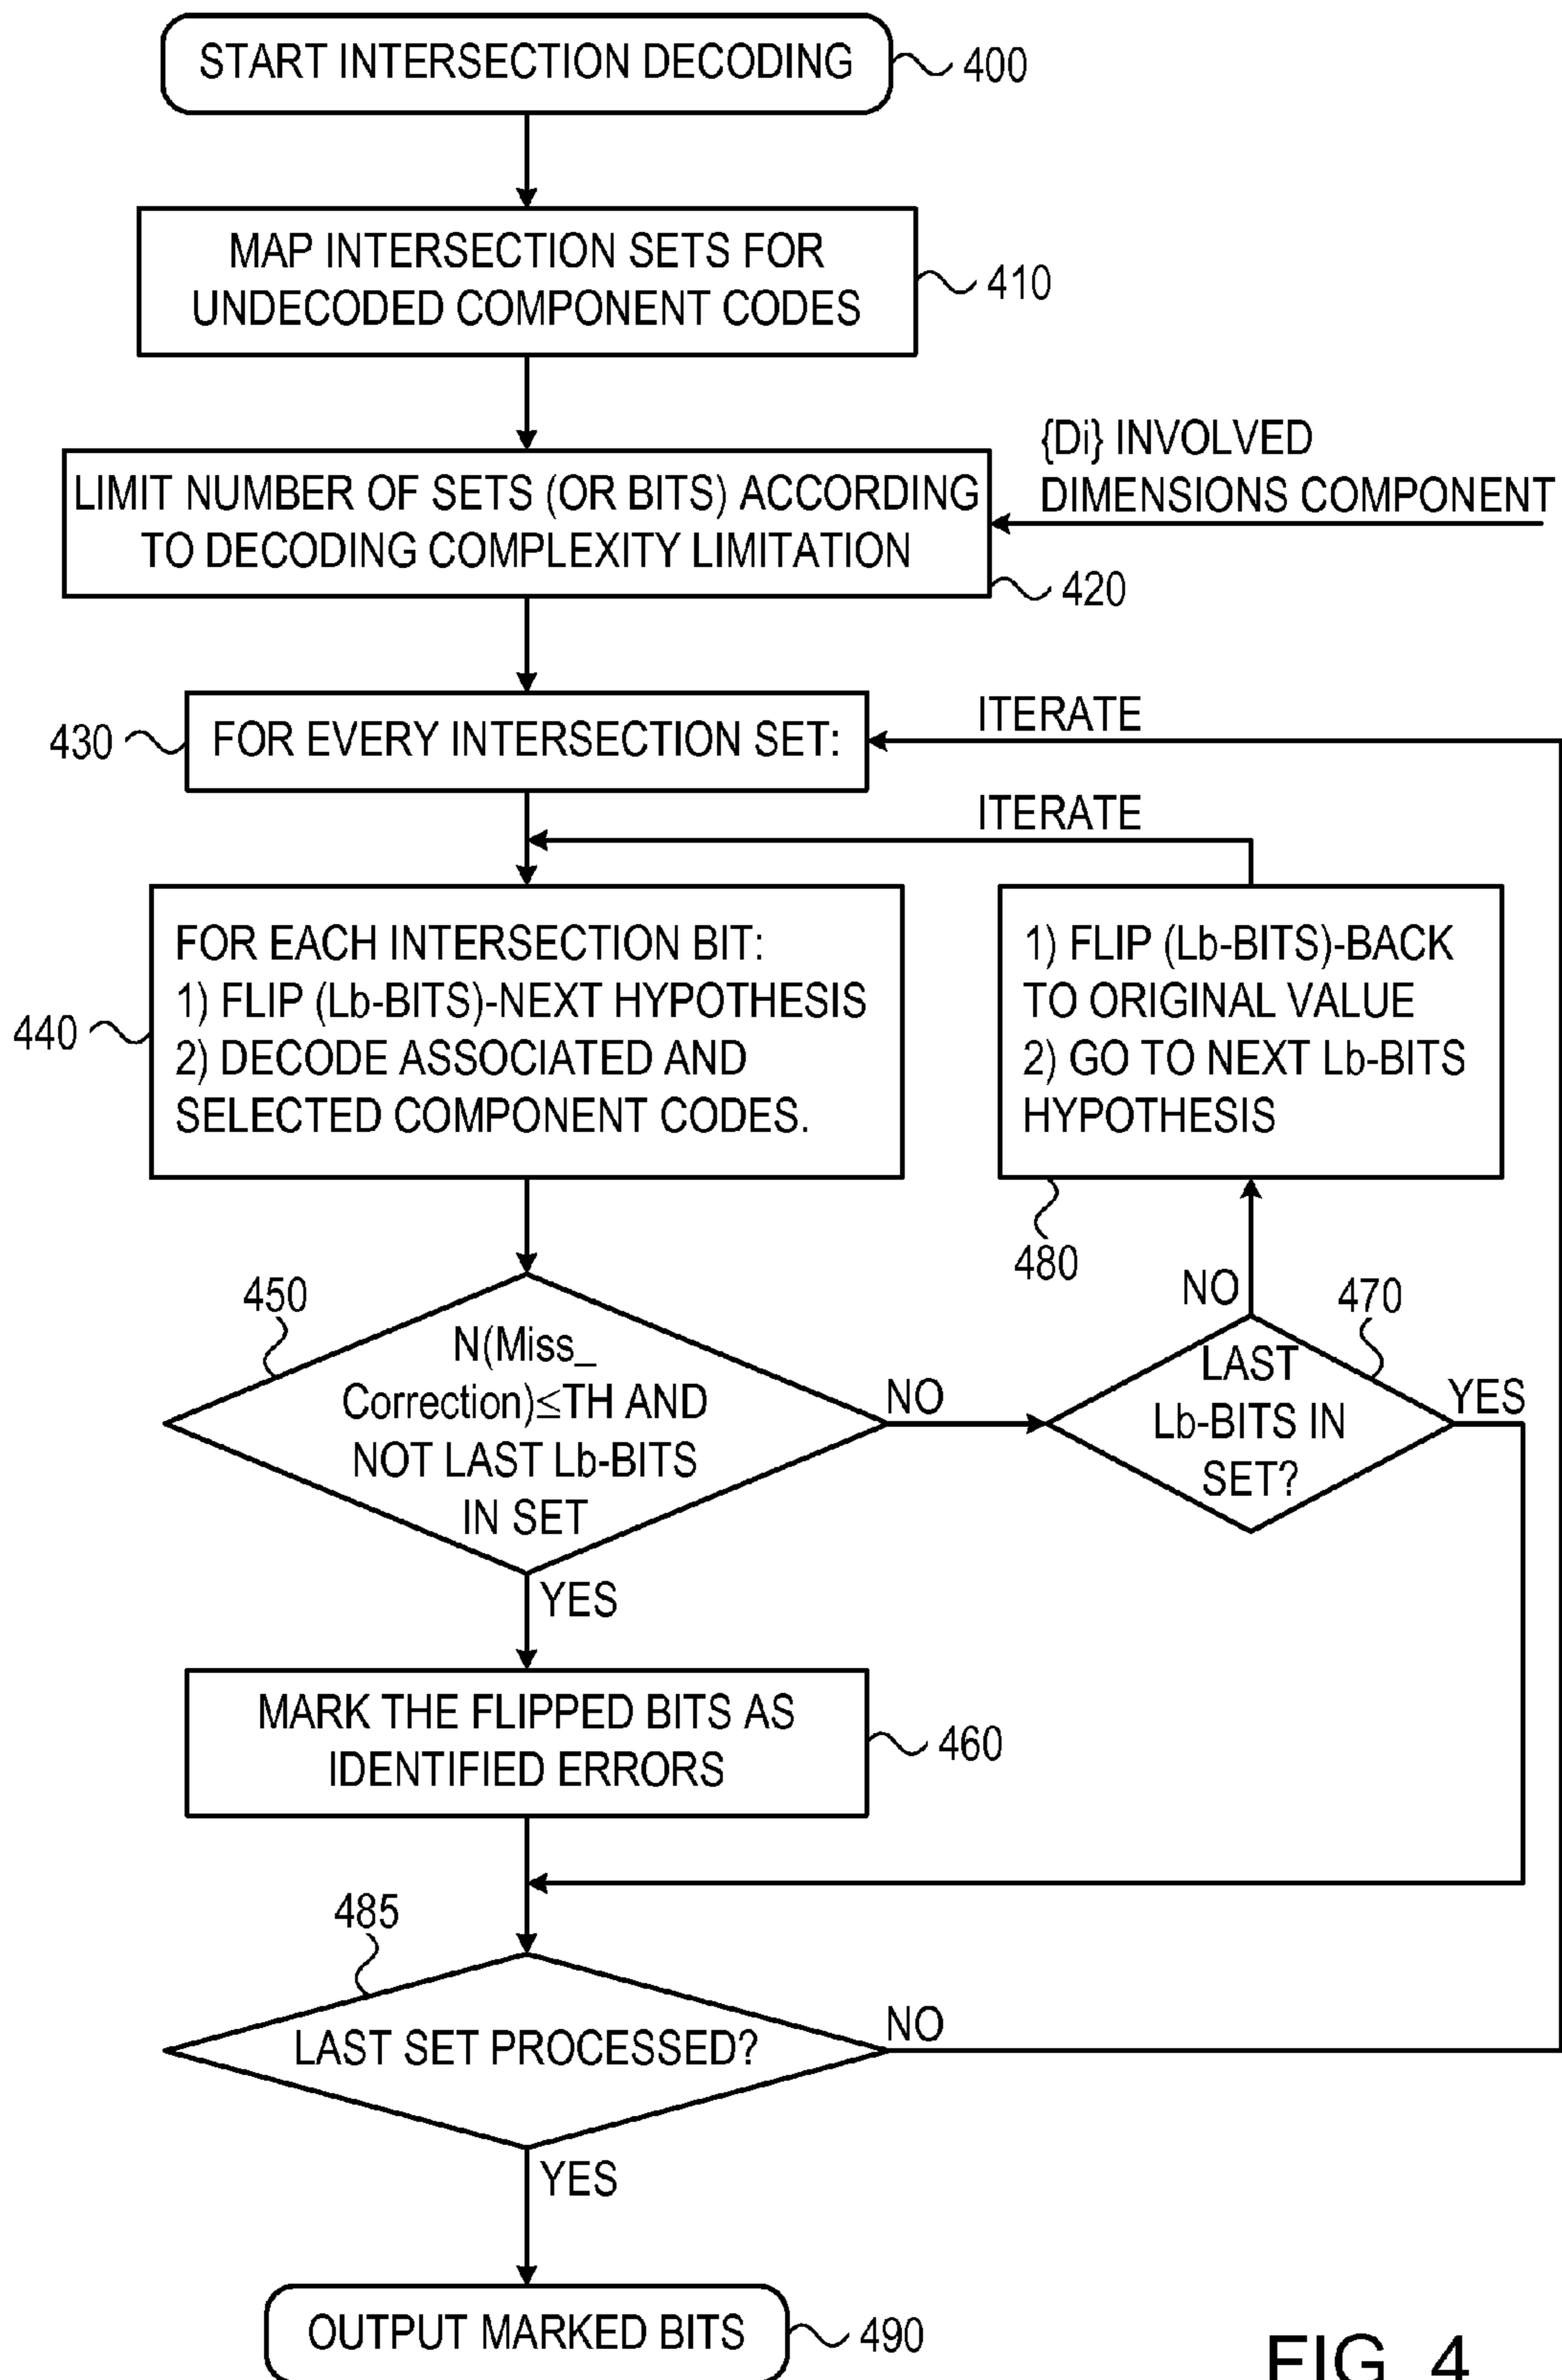 START INTERSECTION DECODING
400
MAP INTERSECTION SETS FOR
UNDECODED COMPONENT CODES
410
{Di} INVOLVED
DIMENSIONS COMPONENT
LIMIT NUMBER OF SETS (OR BITS) ACCORDING
TO DECODING COMPLEXITY LIMITATION
420
430
FOR EVERY INTERSECTION SET:
ITERATE
ITERATE
440
FOR EACH INTERSECTION BIT:
1) FLIP (Lb-BITS)-NEXT HYPOTHESIS
2) DECODE ASSOCIATED AND
SELECTED COMPONENT CODES.
1) FLIP (Lb-BITS)-BACK
TO ORIGINAL VALUE
2) GO TO NEXT Lb-BITS
HYPOTHESIS
480
450
N(Miss_
Correction)≤TH AND
NOT LAST Lb-BITS
IN SET
NO
YES
NO
470
LAST
Lb-BITS IN
SET?
YES
MARK THE FLIPPED BITS AS
IDENTIFIED ERRORS
460
485
LAST SET PROCESSED?
NO
YES
OUTPUT MARKED BITS
490
FIG. 4